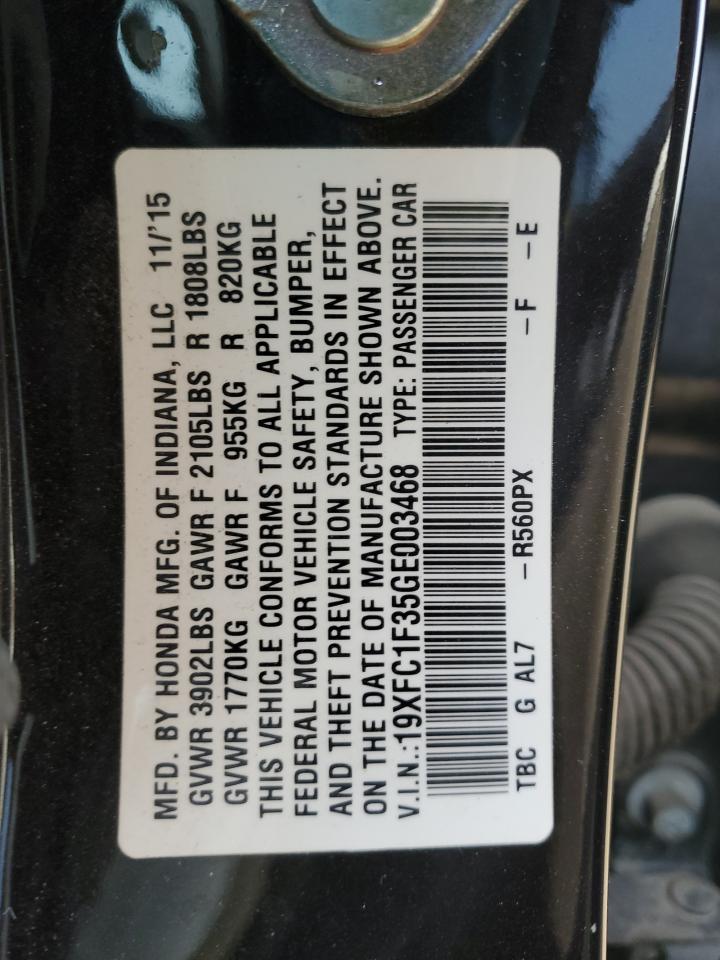 MFD. BY HONDA MFG. OF INDIANA, LLC 11/'15
GVWR 3902LBS GAWR F 2105LBS R 1808LBS
GVWR 1770KG GAWR F 955KG R 820KG
THIS VEHICLE CONFORMS TO ALL APPLICABLE
FEDERAL MOTOR VEHICLE SAFETY, BUMPER,
AND THEFT PREVENTION STANDARDS IN EFFECT
ON THE DATE OF MANUFACTURE SHOWN ABOVE.
V.I.N.:19XFC1F35GE003468 TYPE: PASSENGER CAR
TBC G AL7 -R560PX -F -E